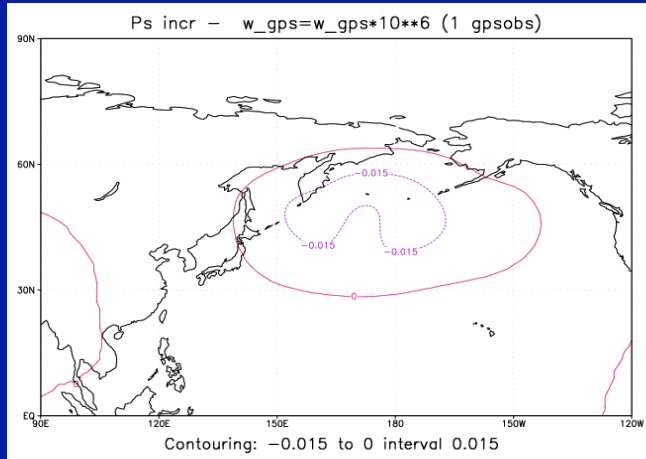 Ps incr - w_gps=w_gps*10**6 (1 gpsobs)
90N
60N
-0.015
-0.015
-0.015
30N
0
0
EQ
90E 120E 150E 180 150W 120W
Contouring: -0.015 to 0 interval 0.015